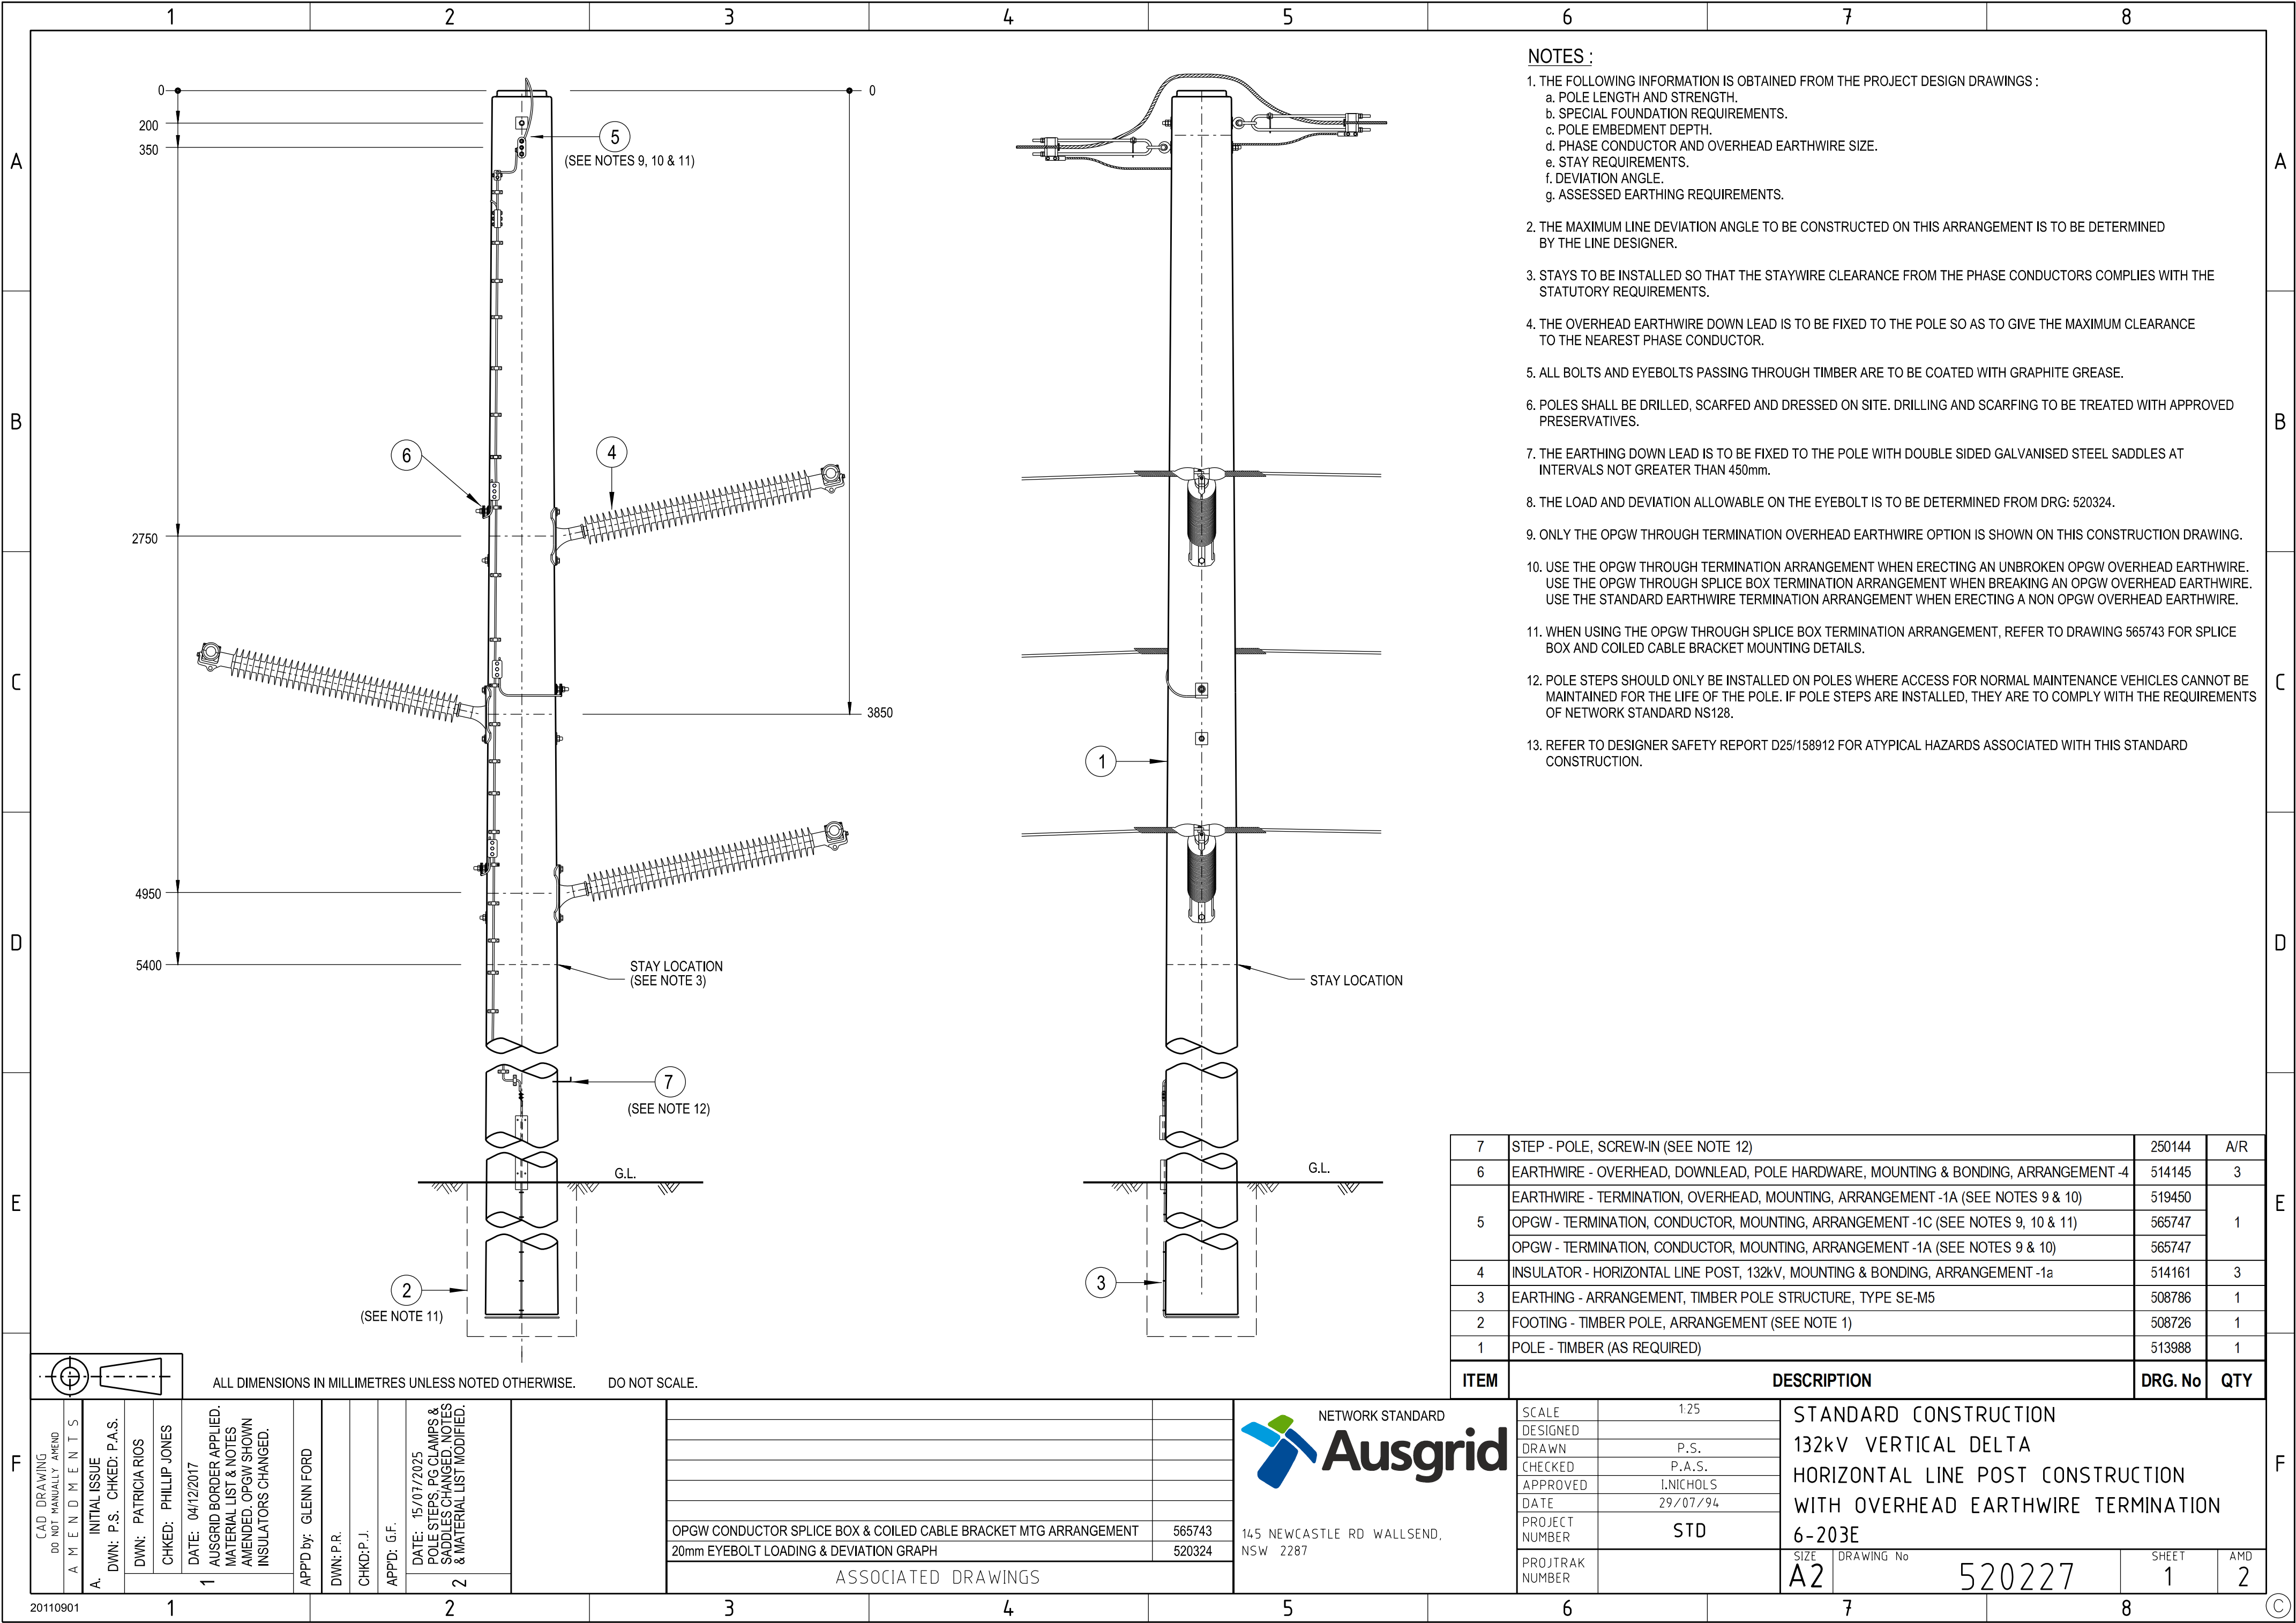 1 2 3 4 5 6 7 8
A
B
C
D
E
F
A
B
C
D
E
F
0
200
350
2750
4950
5400
0
3850
5
(SEE NOTES 9, 10 & 11)
6
4
STAY LOCATION
(SEE NOTE 3)
7
(SEE NOTE 12)
G.L.
2
(SEE NOTE 11)
1
STAY LOCATION
G.L.
3
NOTES :
1. THE FOLLOWING INFORMATION IS OBTAINED FROM THE PROJECT DESIGN DRAWINGS :
a. POLE LENGTH AND STRENGTH.
b. SPECIAL FOUNDATION REQUIREMENTS.
c. POLE EMBEDMENT DEPTH.
d. PHASE CONDUCTOR AND OVERHEAD EARTHWIRE SIZE.
e. STAY REQUIREMENTS.
f. DEVIATION ANGLE.
g. ASSESSED EARTHING REQUIREMENTS.
2. THE MAXIMUM LINE DEVIATION ANGLE TO BE CONSTRUCTED ON THIS ARRANGEMENT IS TO BE DETERMINED
BY THE LINE DESIGNER.
3. STAYS TO BE INSTALLED SO THAT THE STAYWIRE CLEARANCE FROM THE PHASE CONDUCTORS COMPLIES WITH THE
STATUTORY REQUIREMENTS.
4. THE OVERHEAD EARTHWIRE DOWN LEAD IS TO BE FIXED TO THE POLE SO AS TO GIVE THE MAXIMUM CLEARANCE
TO THE NEAREST PHASE CONDUCTOR.
5. ALL BOLTS AND EYEBOLTS PASSING THROUGH TIMBER ARE TO BE COATED WITH GRAPHITE GREASE.
6. POLES SHALL BE DRILLED, SCARFED AND DRESSED ON SITE. DRILLING AND SCARFING TO BE TREATED WITH APPROVED
PRESERVATIVES.
7. THE EARTHING DOWN LEAD IS TO BE FIXED TO THE POLE WITH DOUBLE SIDED GALVANISED STEEL SADDLES AT
INTERVALS NOT GREATER THAN 450mm.
8. THE LOAD AND DEVIATION ALLOWABLE ON THE EYEBOLT IS TO BE DETERMINED FROM DRG: 520324.
9. ONLY THE OPGW THROUGH TERMINATION OVERHEAD EARTHWIRE OPTION IS SHOWN ON THIS CONSTRUCTION DRAWING.
10. USE THE OPGW THROUGH TERMINATION ARRANGEMENT WHEN ERECTING AN UNBROKEN OPGW OVERHEAD EARTHWIRE.
USE THE OPGW THROUGH SPLICE BOX TERMINATION ARRANGEMENT WHEN BREAKING AN OPGW OVERHEAD EARTHWIRE.
USE THE STANDARD EARTHWIRE TERMINATION ARRANGEMENT WHEN ERECTING A NON OPGW OVERHEAD EARTHWIRE.
11. WHEN USING THE OPGW THROUGH SPLICE BOX TERMINATION ARRANGEMENT, REFER TO DRAWING 565743 FOR SPLICE
BOX AND COILED CABLE BRACKET MOUNTING DETAILS.
12. POLE STEPS SHOULD ONLY BE INSTALLED ON POLES WHERE ACCESS FOR NORMAL MAINTENANCE VEHICLES CANNOT BE
MAINTAINED FOR THE LIFE OF THE POLE. IF POLE STEPS ARE INSTALLED, THEY ARE TO COMPLY WITH THE REQUIREMENTS
OF NETWORK STANDARD NS128.
13. REFER TO DESIGNER SAFETY REPORT D25/158912 FOR ATYPICAL HAZARDS ASSOCIATED WITH THIS STANDARD
CONSTRUCTION.
7 STEP - POLE, SCREW-IN (SEE NOTE 12) 250144 A/R
6 EARTHWIRE - OVERHEAD, DOWNLEAD, POLE HARDWARE, MOUNTING & BONDING, ARRANGEMENT -4 514145 3
EARTHWIRE - TERMINATION, OVERHEAD, MOUNTING, ARRANGEMENT -1A (SEE NOTES 9 & 10) 519450
5 OPGW - TERMINATION, CONDUCTOR, MOUNTING, ARRANGEMENT -1C (SEE NOTES 9, 10 & 11) 565747 1
OPGW - TERMINATION, CONDUCTOR, MOUNTING, ARRANGEMENT -1A (SEE NOTES 9 & 10) 565747
4 INSULATOR - HORIZONTAL LINE POST, 132kV, MOUNTING & BONDING, ARRANGEMENT -1a 514161 3
3 EARTHING - ARRANGEMENT, TIMBER POLE STRUCTURE, TYPE SE-M5 508786 1
2 FOOTING - TIMBER POLE, ARRANGEMENT (SEE NOTE 1) 508726 1
1 POLE - TIMBER (AS REQUIRED) 513988 1
ITEM DESCRIPTION DRG. No QTY
ALL DIMENSIONS IN MILLIMETRES UNLESS NOTED OTHERWISE. DO NOT SCALE.
CAD DRAWING
DO NOT MANUALLY AMEND
AMENDMENTS
A. INITIAL ISSUE
DWN: P.S. CHKED: P.A.S.
1
DWN: PATRICIA RIOS
CHKED: PHILLIP JONES
DATE: 04/12/2017
AUSGRID BORDER APPLIED.
MATERIAL LIST & NOTES
AMENDED. OPGW SHOWN
INSULATORS CHANGED.
APP'D by: GLENN FORD
DWN: P.R.
CHKD: P.J.
APP'D: G.F.
2
DATE: 15/07/2025
POLE STEPS, PG CLAMPS &
SADDLES CHANGED. NOTES
& MATERIAL LIST MODIFIED.
OPGW CONDUCTOR SPLICE BOX & COILED CABLE BRACKET MTG ARRANGEMENT 565743
20mm EYEBOLT LOADING & DEVIATION GRAPH 520324
ASSOCIATED DRAWINGS
NETWORK STANDARD
Ausgrid
145 NEWCASTLE RD WALLSEND,
NSW 2287
SCALE 1:25
DESIGNED
DRAWN P.S.
CHECKED P.A.S.
APPROVED I.NICHOLS
DATE 29/07/94
PROJECT NUMBER STD
PROJTRAK NUMBER
STANDARD CONSTRUCTION
132kV VERTICAL DELTA
HORIZONTAL LINE POST CONSTRUCTION
WITH OVERHEAD EARTHWIRE TERMINATION
6-203E
SIZE A2 DRAWING No 520227 SHEET 1 AMD 2
20110901 1 2 3 4 5 6 7 8 C